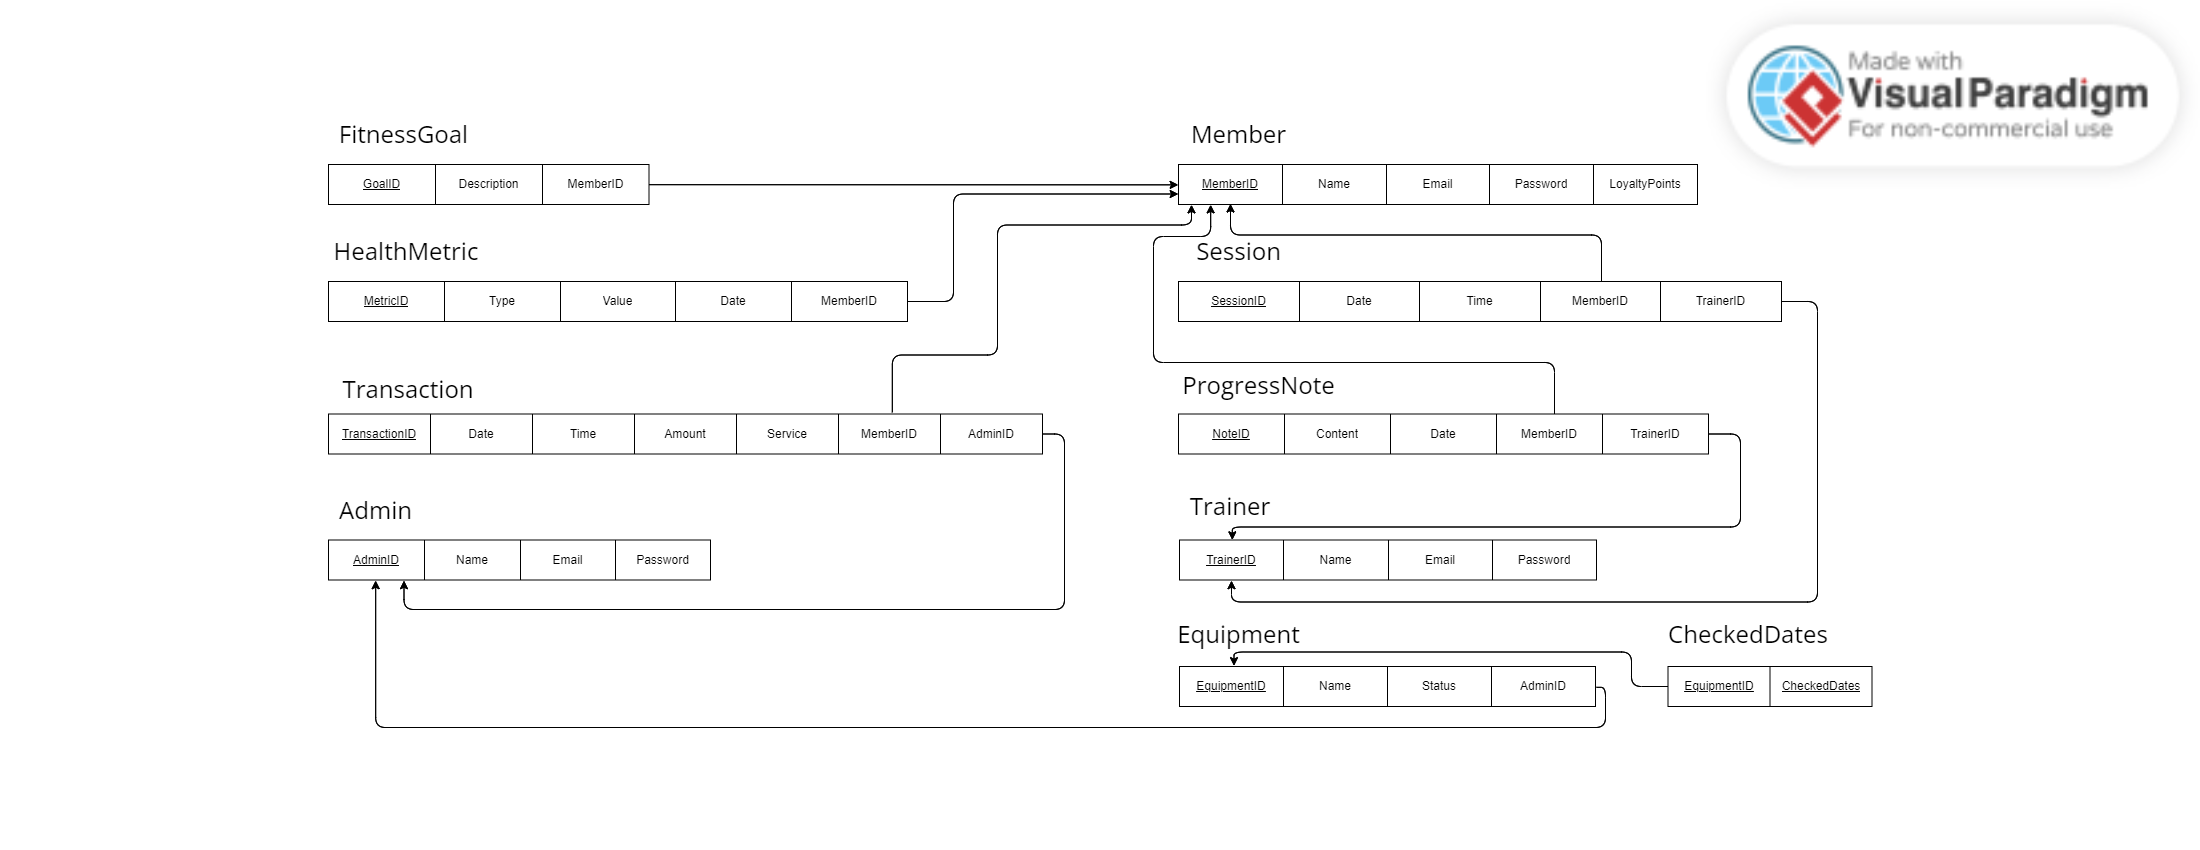 Made with
Visual Paradigm
For non-commercial use
FitnessGoal
GoalID Description MemberID
Member
MemberID Name Email Password LoyaltyPoints
HealthMetric
MetricID Type Value Date MemberID
Session
SessionID Date Time MemberID TrainerID
Transaction
TransactionID Date Time Amount Service MemberID AdminID
ProgressNote
NoteID Content Date MemberID TrainerID
Admin
AdminID Name Email Password
Trainer
TrainerID Name Email Password
Equipment
EquipmentID Name Status AdminID
CheckedDates
EquipmentID CheckedDates